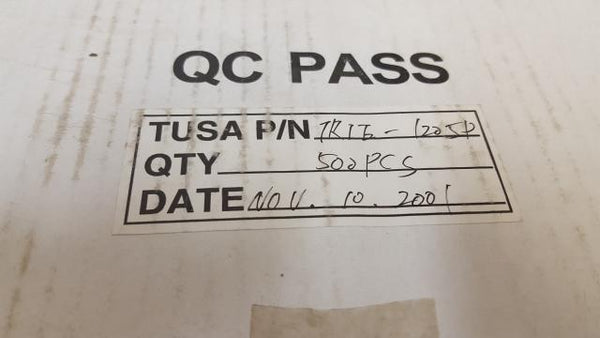 QC PASS
TUSA P/N
QTY 500PCS
DATE NOV. 10. 2001